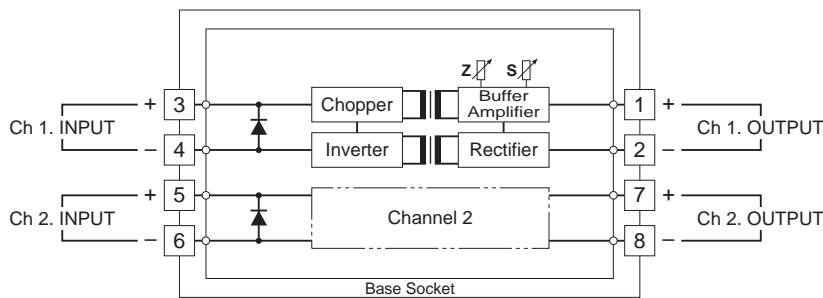 Z S
+ 3 Chopper Buffer Amplifier 1 +
Ch 1. INPUT Ch 1. OUTPUT
– 4 Inverter Rectifier 2 –
+ 5 7 +
Ch 2. INPUT Channel 2 Ch 2. OUTPUT
– 6 8 –
Base Socket